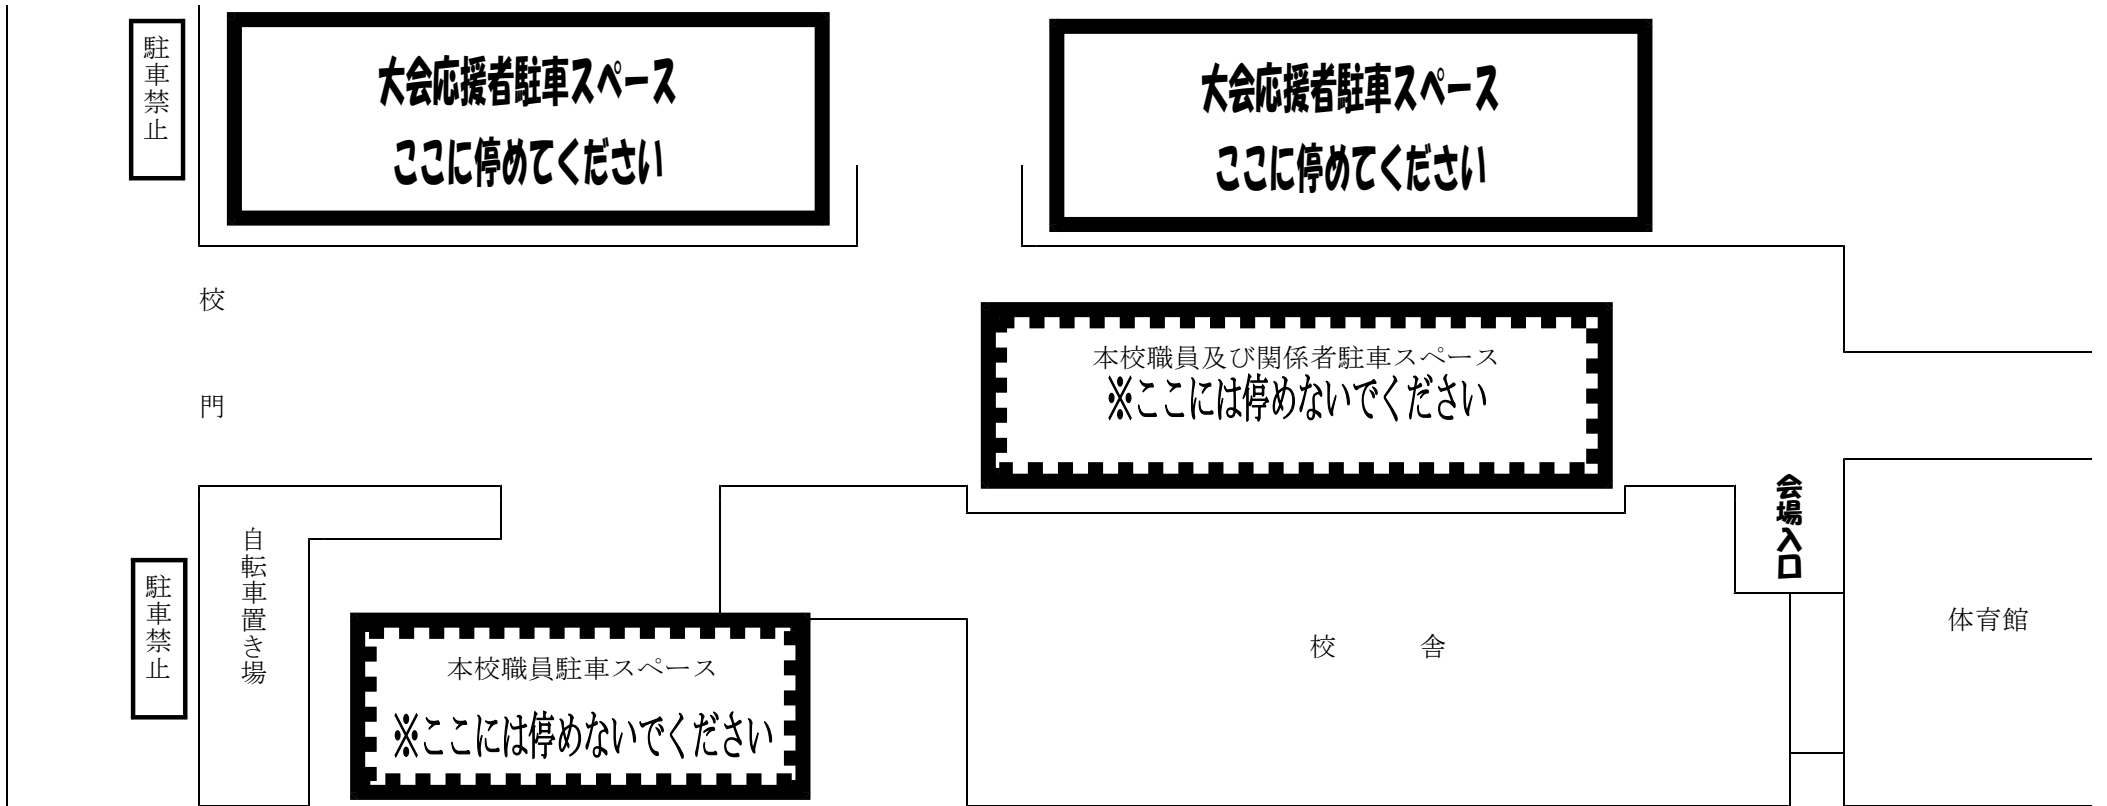 駐車禁止
大会応援者駐車スペース
ここに停めてください
大会応援者駐車スペース
ここに停めてください
校
門
本校職員及び関係者駐車スペース
※ここには停めないでください
会場入口
自転車置き場
駐車禁止
本校職員駐車スペース
※ここには停めないでください
校　　　舎
体育館